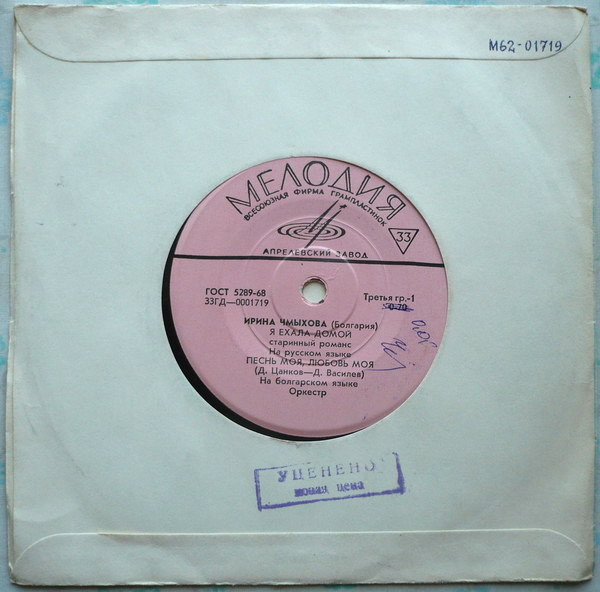 М62-01719
МЕЛОДИЯ
ВСЕСОЮЗНАЯ ФИРМА ГРАМПЛАСТИНОК
33
АПРЕЛЕВСКИЙ ЗАВОД
ГОСТ 5289-68
33ГД—0001719
Третья гр.-1
0-70
ИРИНА ЧМЫХОВА (Болгария)
Я ЕХАЛА ДОМОЙ
старинный романс
На русском языке
ПЕСНЬ МОЯ, ЛЮБОВЬ МОЯ
(Д. Цанков—Д. Василев)
На болгарском языке
Оркестр
УЦЕНЕНО
новая цена